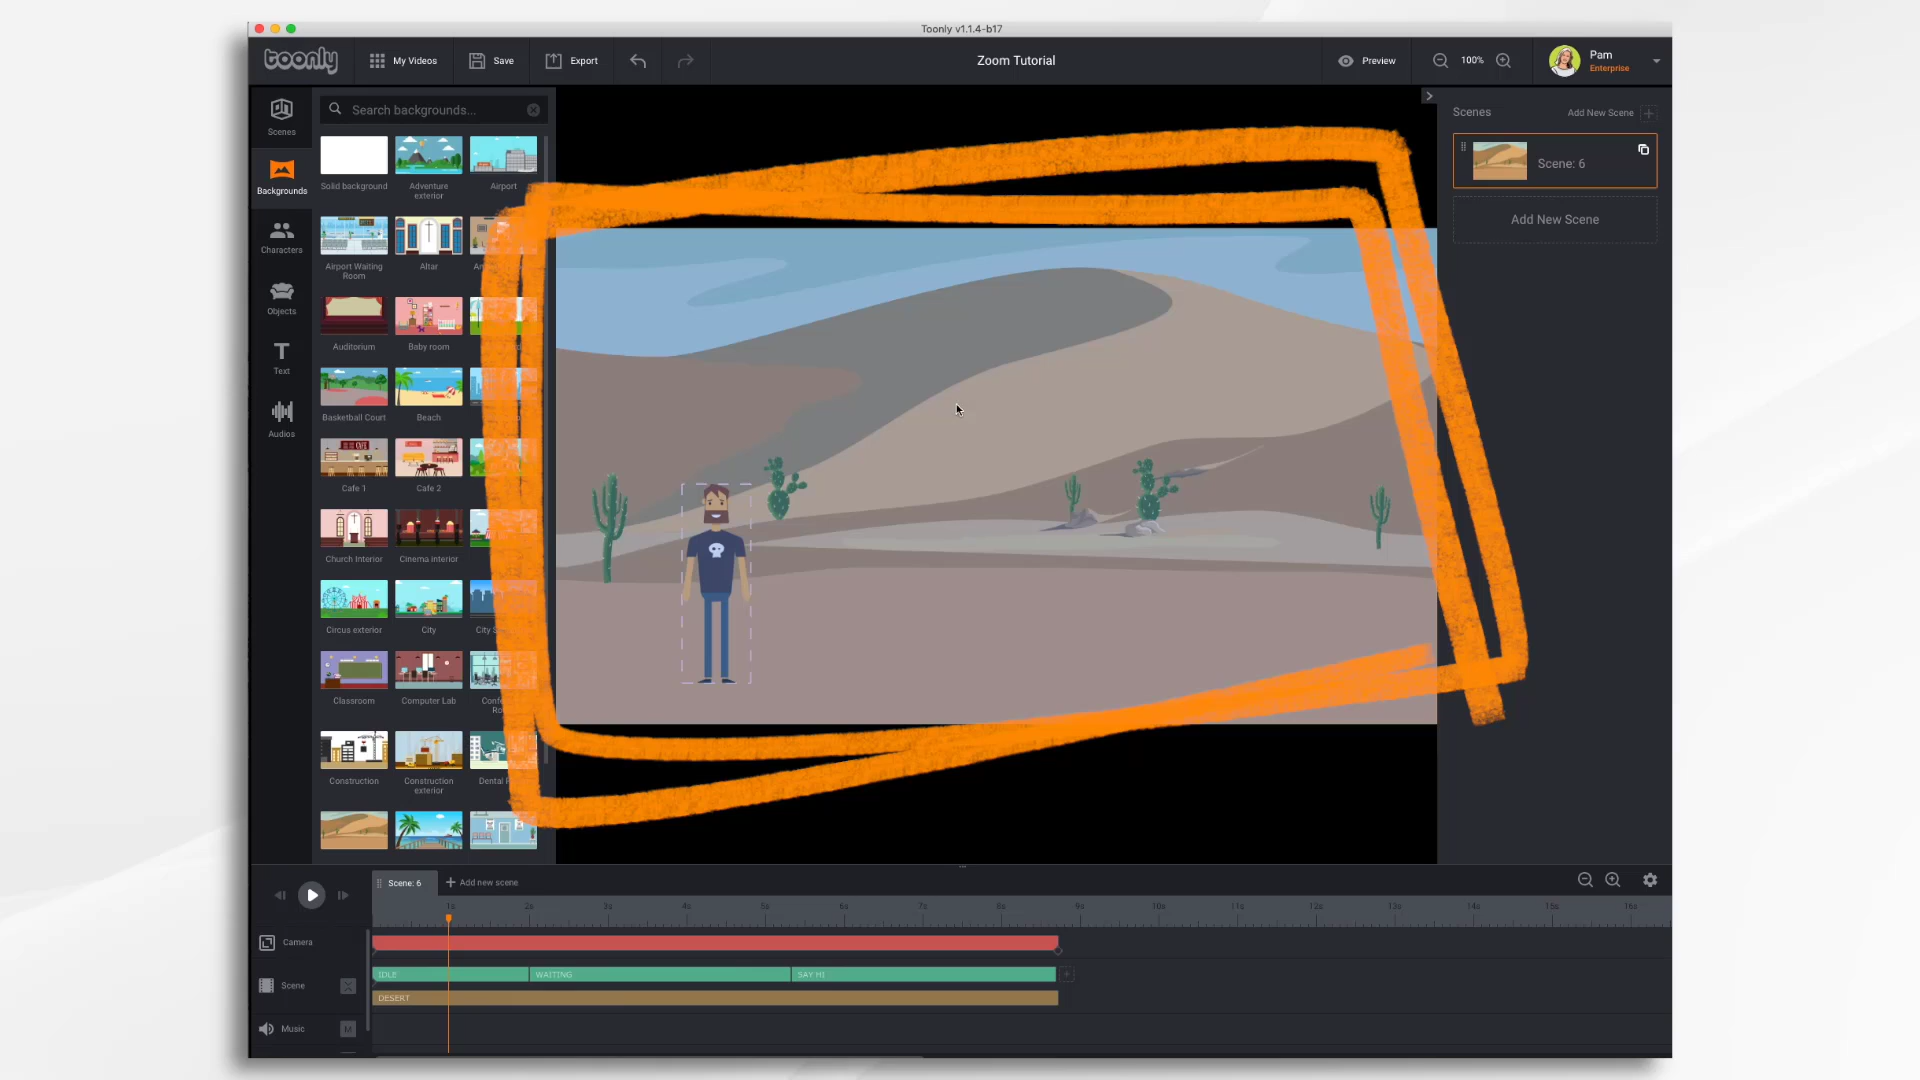 Toonly v1.1.4-b17
toonly
My Videos
Save
Export
Zoom Tutorial
Preview
100%
Pam
Enterprise
Scenes
Backgrounds
Characters
Objects
Text
Audios
Search backgrounds...
Solid background
Adventure exterior
Airport
Airport Waiting Room
Altar
Auditorium
Baby room
Basketball Court
Beach
Cafe 1
Cafe 2
Church Interior
Cinema interior
Circus exterior
City
City
Classroom
Computer Lab
Construction
Construction exterior
Dental
Scenes
Add New Scene
Scene: 6
Add New Scene
Scene: 6
Add new scene
1s 2s 3s 4s 5s 6s 7s 8s 9s 10s 11s 12s 13s 14s 15s 16s
Camera
Scene
IDLE
WAITING
SAY HI
DESERT
Music
M